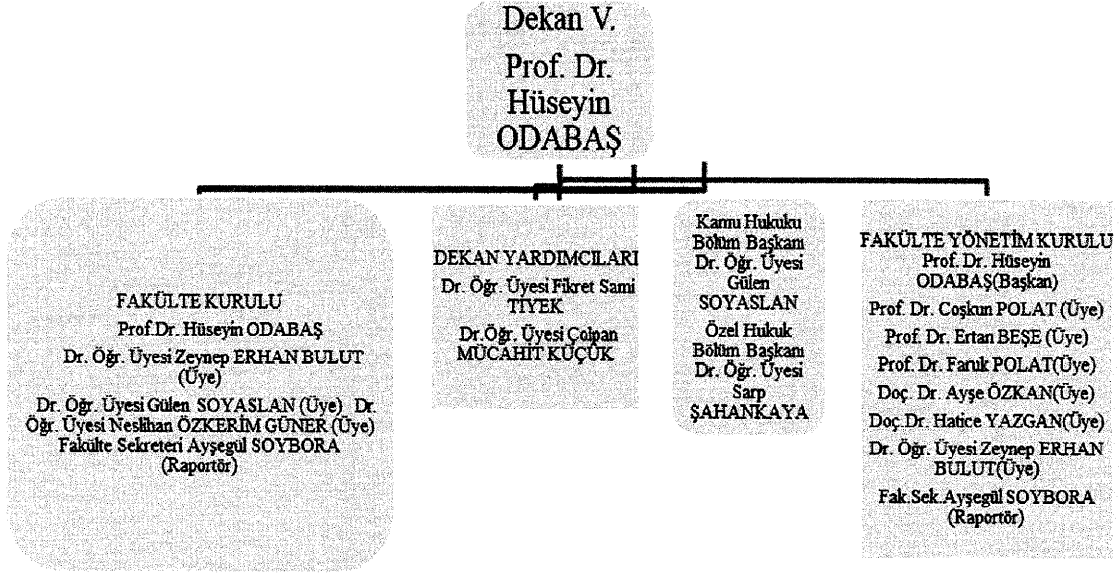 Dekan V.
Prof. Dr.
Hüseyin
ODABAŞ
FAKÜLTE KURULU
Prof.Dr. Hüseyin ODABAŞ
Dr. Öğr. Üyesi Zeynep ERHAN BULUT
(Üye)
Dr. Öğr. Üyesi Gülen SOYASLAN (Üye) Dr.
Öğr. Üyesi Neslihan ÖZKERİM GÜNER (Üye)
Fakülte Sekreteri Ayşegül SOYBORA
(Raportör)
DEKAN YARDIMCILARI
Dr. Öğr. Üyesi Fikret Sami
TİYEK
Dr.Öğr. Üyesi Çolpan
MÜCAHİT KÜÇÜK
Kamu Hukuku
Bölüm Başkanı
Dr. Öğr. Üyesi
Gülen
SOYASLAN
Özel Hukuk
Bölüm Başkanı
Dr. Öğr. Üyesi
Sarp
ŞAHANKAYA
FAKÜLTE YÖNETİM KURULU
Prof. Dr. Hüseyin
ODABAŞ(Başkan)
Prof. Dr. Coşkun POLAT (Üye)
Prof. Dr. Ertan BEŞE (Üye)
Prof. Dr. Faruk POLAT(Üye)
Doç. Dr. Ayşe ÖZKAN(Üye)
Doç.Dr. Hatice YAZGAN(Üye)
Dr. Öğr. Üyesi Zeynep ERHAN
BULUT(Üye)
Fak.Sek.Ayşegül SOYBORA
(Raportör)